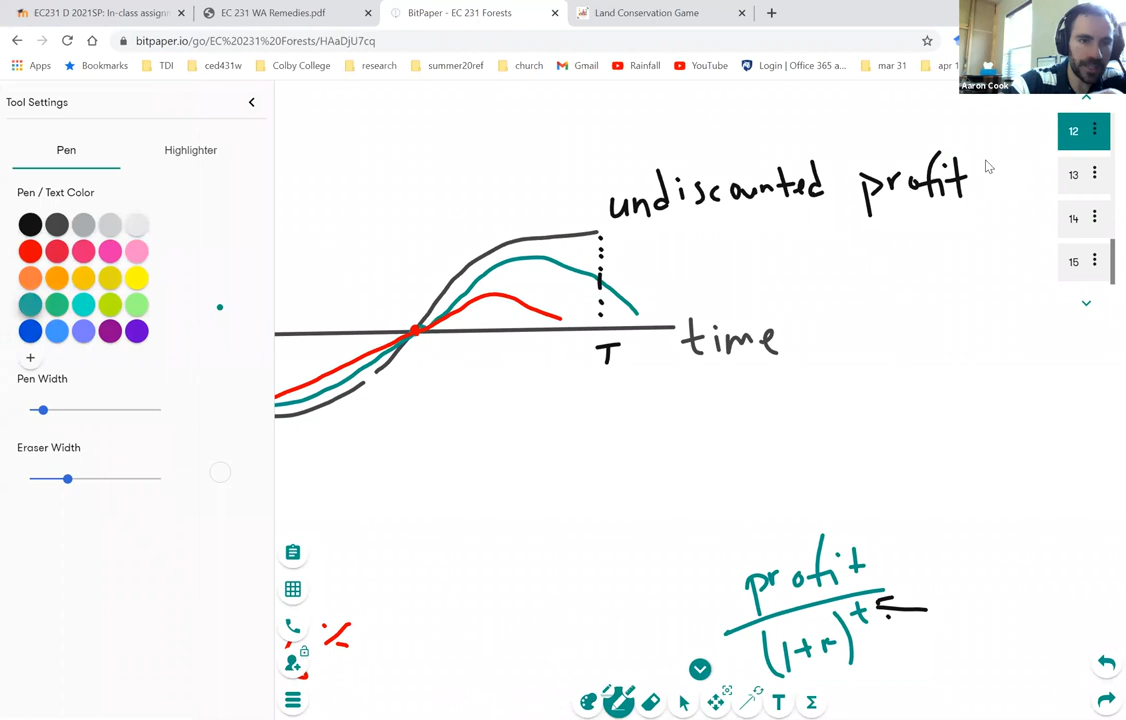 EC231 D 2021SP: In-class assignn
EC 231 WA Remedies.pdf
BitPaper - EC 231 Forests
Land Conservation Game
bitpaper.io/go/EC%20231%20Forests/HAaDjU7cq
Apps
Bookmarks
TDI
ced431w
Colby College
research
summer20ref
church
Gmail
Rainfall
YouTube
Login | Office 365 a...
mar 31
apr 1
Aaron Cook
Tool Settings
Pen
Highlighter
Pen / Text Color
Pen Width
Eraser Width
undiscounted profit
time
T
profit
(1+r)^t
%
12
13
14
15
T
Σ